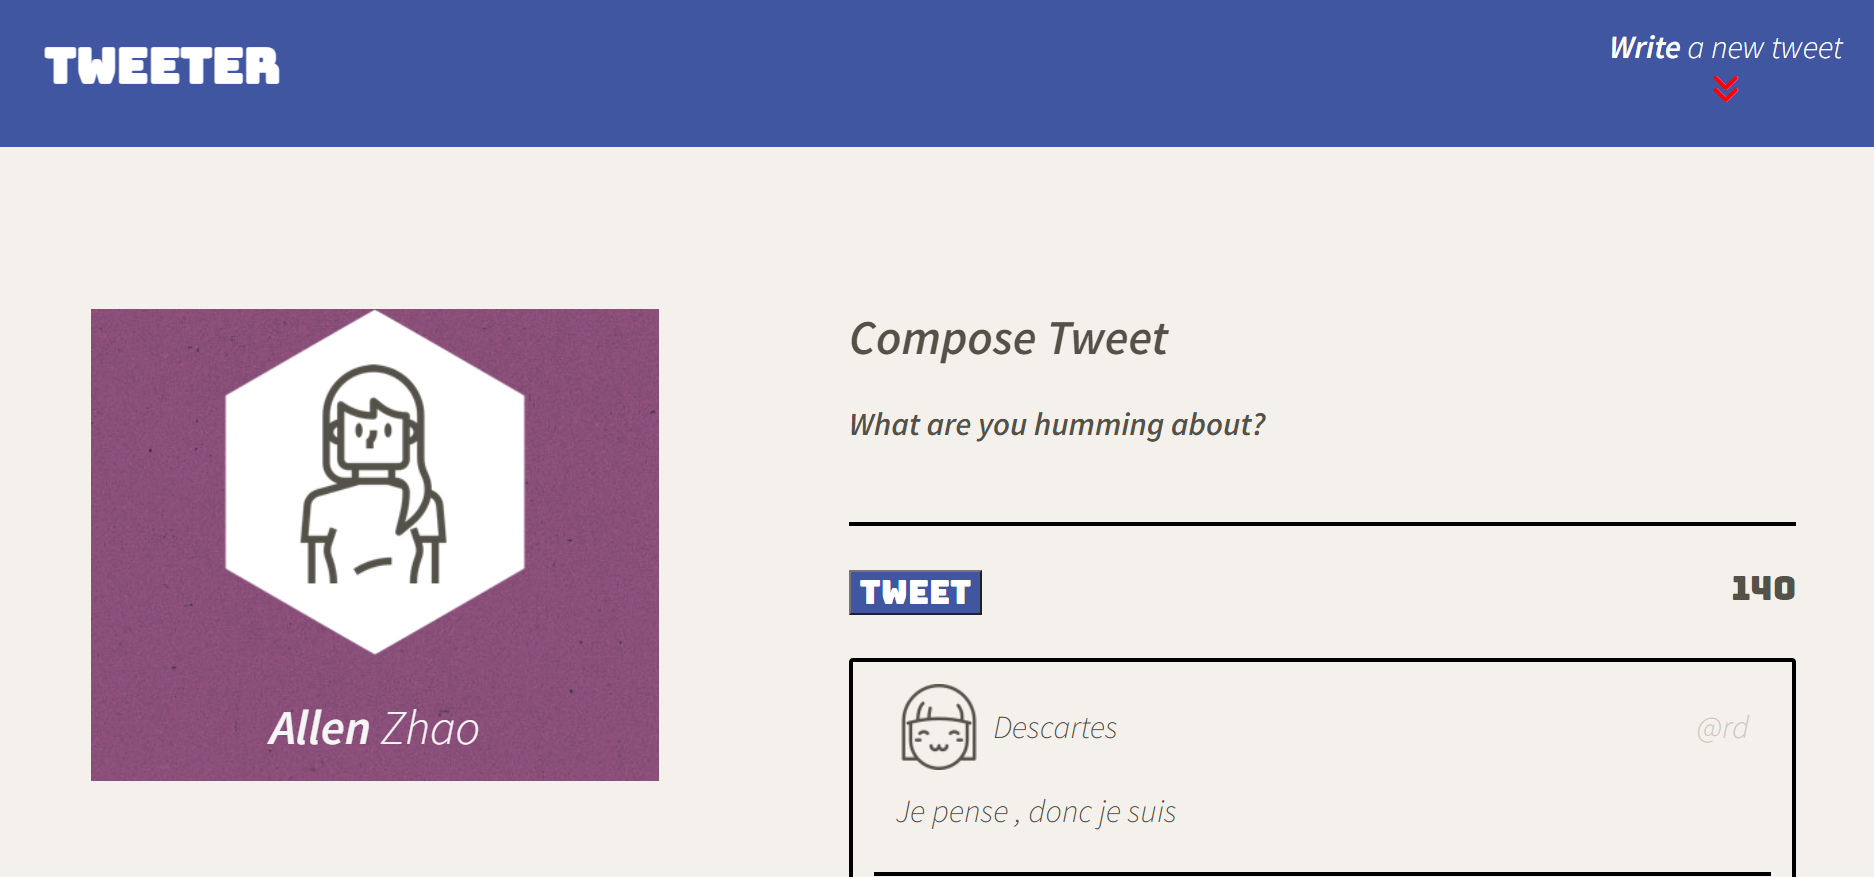 TWEETER
Write a new tweet
Allen Zhao
Compose Tweet
What are you humming about?
TWEET
140
Descartes
@rd
Je pense , donc je suis